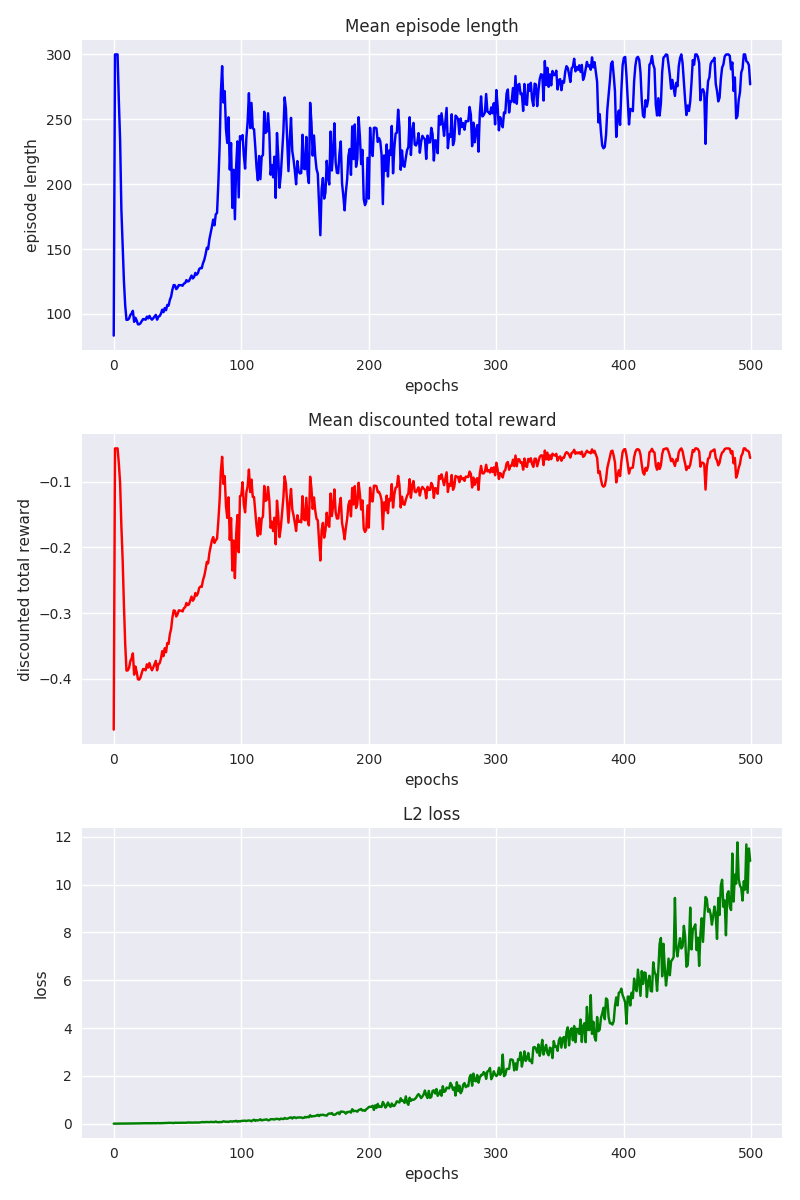 Mean episode length
300
250
200
150
100
episode length
0 100 200 300 400 500
epochs
Mean discounted total reward
−0.1
−0.2
−0.3
−0.4
discounted total reward
0 100 200 300 400 500
epochs
L2 loss
12
10
8
6
4
2
0
loss
0 100 200 300 400 500
epochs